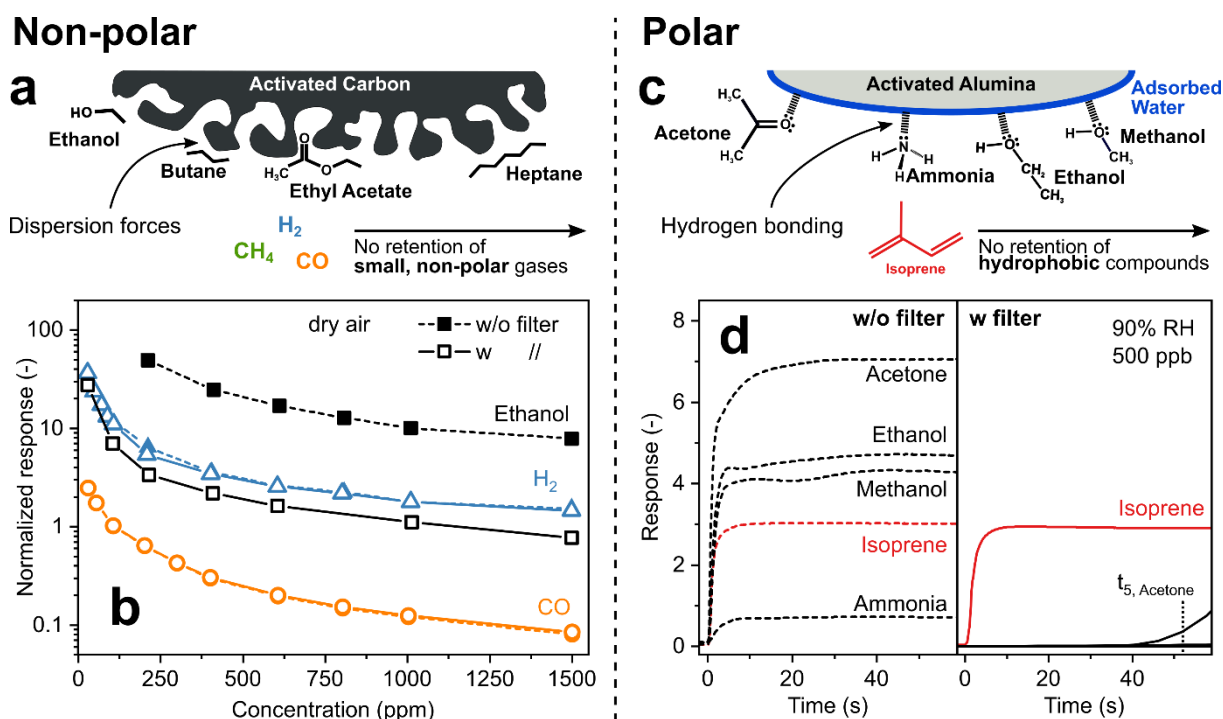 Non-polar
a
Activated Carbon
HO
Ethanol
Butane
O
H₃C
O
Ethyl Acetate
Heptane
Dispersion forces
H₂
CH₄
CO
No retention of
small, non-polar gases
Normalized response (-)
100
10
1
0.1
dry air
w/o filter
w //
Ethanol
H₂
CO
b
0 250 500 750 1000 1250 1500
Concentration (ppm)
Polar
c
Activated Alumina
Adsorbed
Water
CH₃
Acetone
O:
CH₃
H N H
H
Ammonia
H O:
CH₂
CH₃
Ethanol
H O:
CH₃
Methanol
Hydrogen bonding
Isoprene
No retention of
hydrophobic compounds
Response (-)
8
6
4
2
0
d
w/o filter
Acetone
Ethanol
Methanol
Isoprene
Ammonia
0 20 40
Time (s)
w filter
90% RH
500 ppb
Isoprene
t5, Acetone
0 20 40
Time (s)